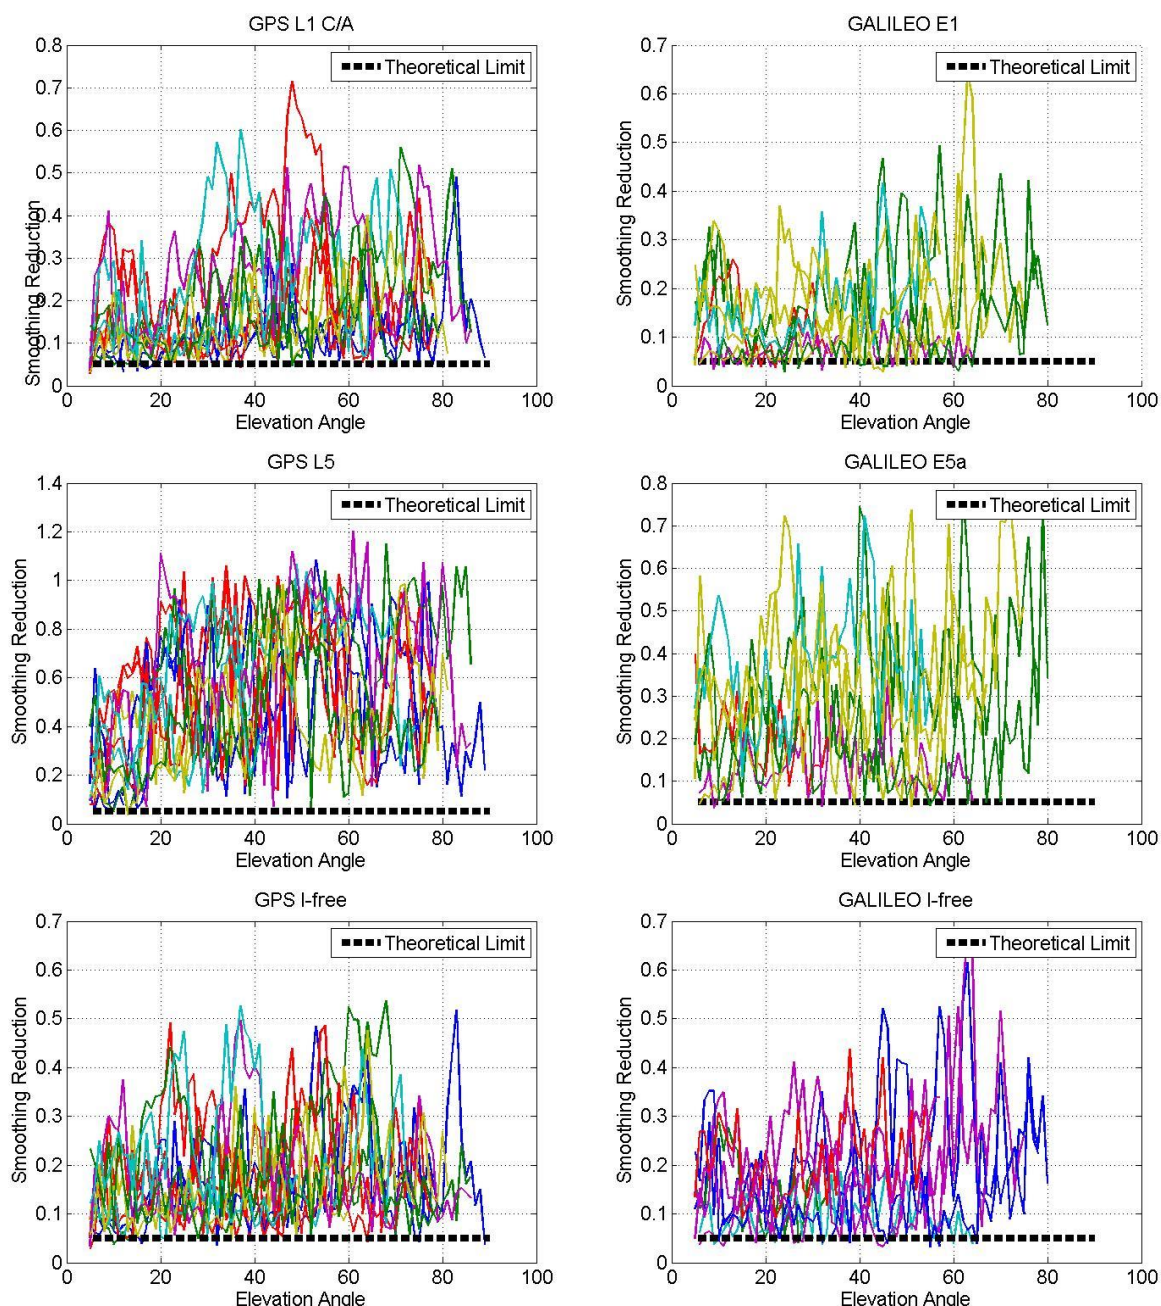 GPS L1 C/A
GALILEO E1
0.8
0.7
0.6
0.5
0.4
0.3
0.2
0.1
0
Smoothing Reduction
Theoretical Limit
0 20 40 60 80 100
Elevation Angle
0.7
0.6
0.5
0.4
0.3
0.2
0.1
0
Smoothing Reduction
Theoretical Limit
0 20 40 60 80 100
Elevation Angle
GPS L5
GALILEO E5a
1.4
1.2
1
0.8
0.6
0.4
0.2
0
Smoothing Reduction
Theoretical Limit
0 20 40 60 80 100
Elevation Angle
0.8
0.7
0.6
0.5
0.4
0.3
0.2
0.1
0
Smoothing Reduction
Theoretical Limit
0 20 40 60 80 100
Elevation Angle
GPS I-free
GALILEO I-free
0.7
0.6
0.5
0.4
0.3
0.2
0.1
0
Smoothing Reduction
Theoretical Limit
0 20 40 60 80 100
Elevation Angle
0.7
0.6
0.5
0.4
0.3
0.2
0.1
0
Smoothing Reduction
Theoretical Limit
0 20 40 60 80 100
Elevation Angle